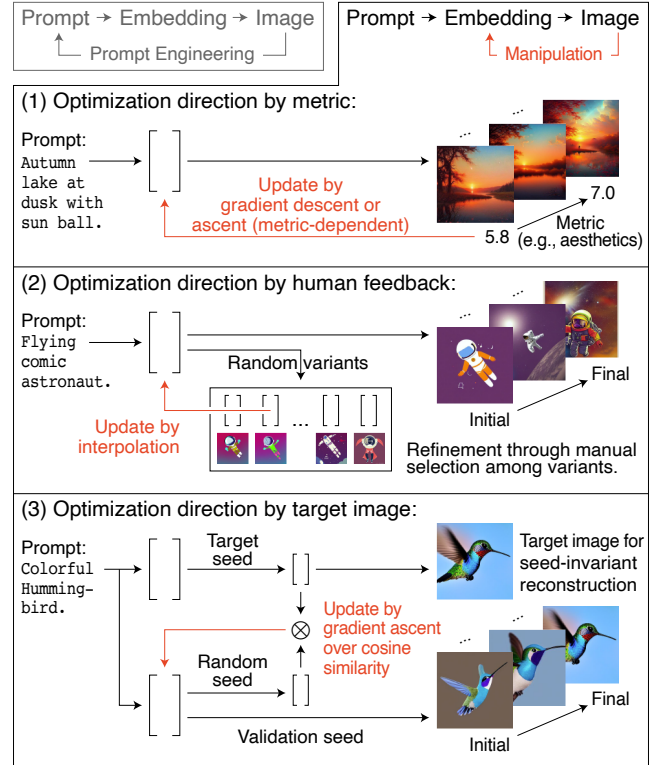 Prompt → Embedding → Image
Prompt Engineering
Prompt → Embedding → Image
Manipulation
(1) Optimization direction by metric:
Prompt:
Autumn
lake at
dusk with
sun ball.
Update by
gradient descent or
ascent (metric-dependent)
...
...
7.0
5.8
Metric
(e.g., aesthetics)
(2) Optimization direction by human feedback:
Prompt:
Flying
comic
astronaut.
Random variants
...
Update by
interpolation
...
...
Final
Initial
Refinement through manual
selection among variants.
(3) Optimization direction by target image:
Prompt:
Colorful
Humming-
bird.
Target
seed
Target image for
seed-invariant
reconstruction
Update by
gradient ascent
over cosine
similarity
Random
seed
Validation seed
...
...
Final
Initial